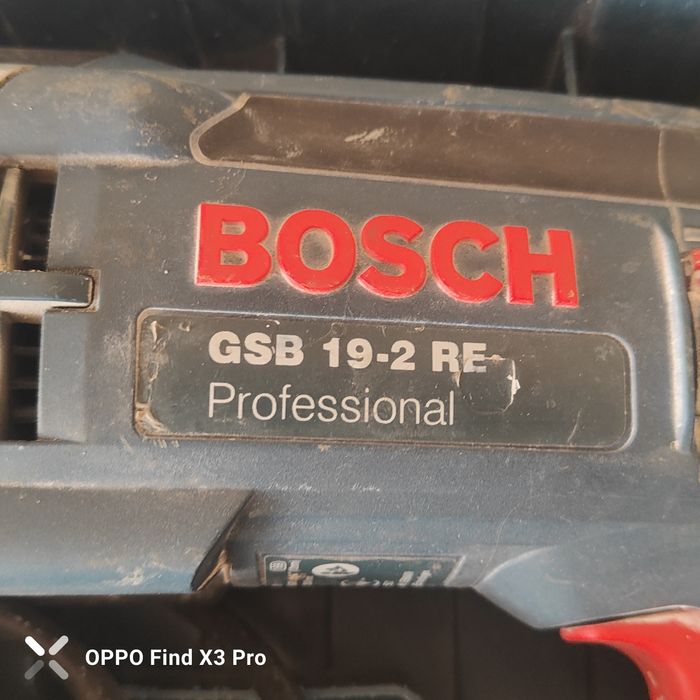 BOSCH
GSB 19-2 RE
Professional
OPPO Find X3 Pro